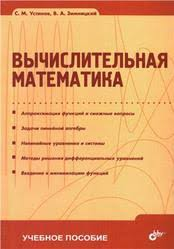 С. М. Устинов, В. А. Зимницкий
ВЫЧИСЛИТЕЛЬНАЯ
МАТЕМАТИКА
Аппроксимация функций и смежные вопросы
Задачи линейной алгебры
Нелинейные уравнения и системы
Методы решения дифференциальных уравнений
Введение в минимизацию функций
УЧЕБНОЕ ПОСОБИЕ
bhv